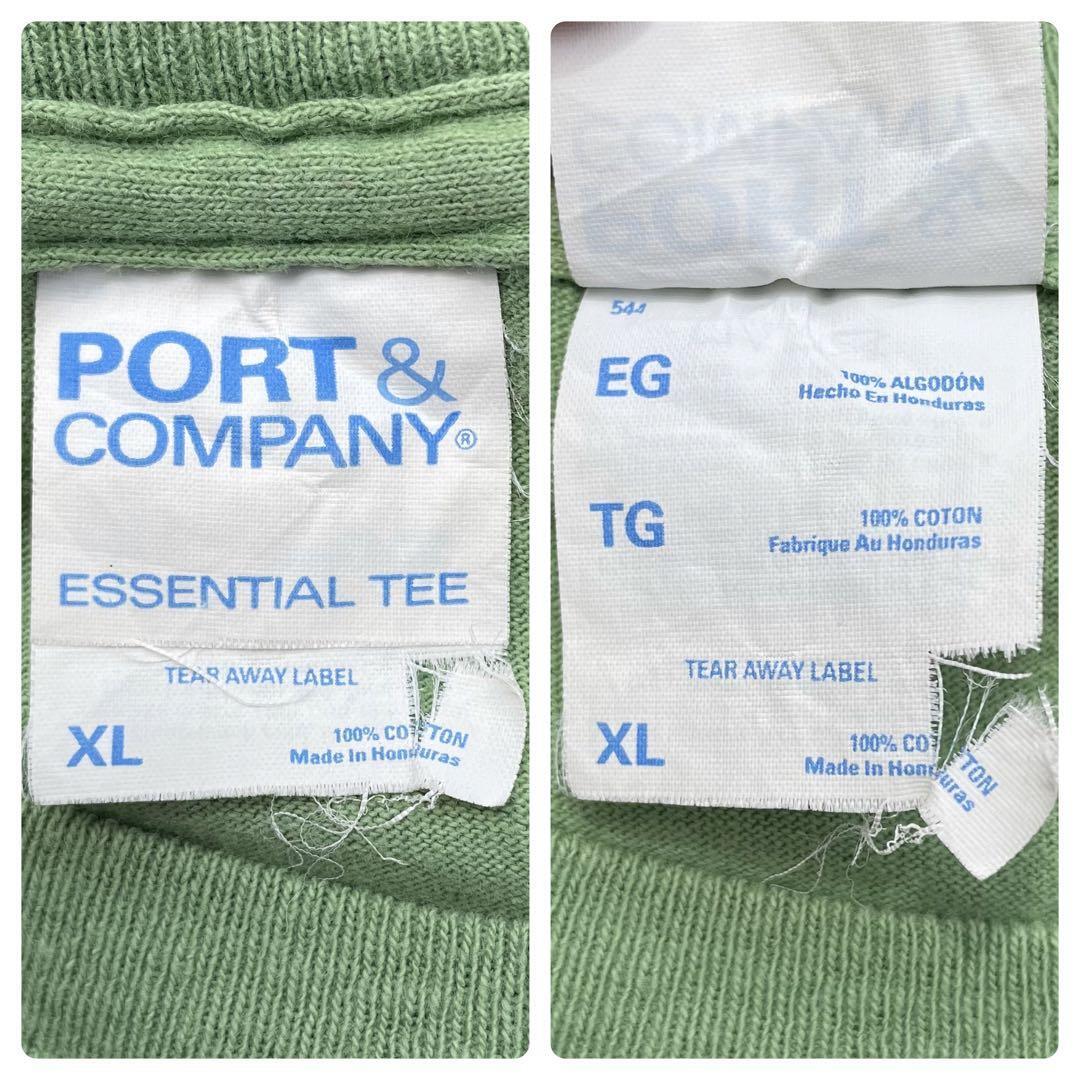 PORT &
COMPANY®
ESSENTIAL TEE
TEAR AWAY LABEL
XL
100% COTTON
Made In Honduras
544
EG
100% ALGODÓN
Hecho En Honduras
TG
100% COTON
Fabrique Au Honduras
TEAR AWAY LABEL
XL
100% COTTON
Made In Honduras